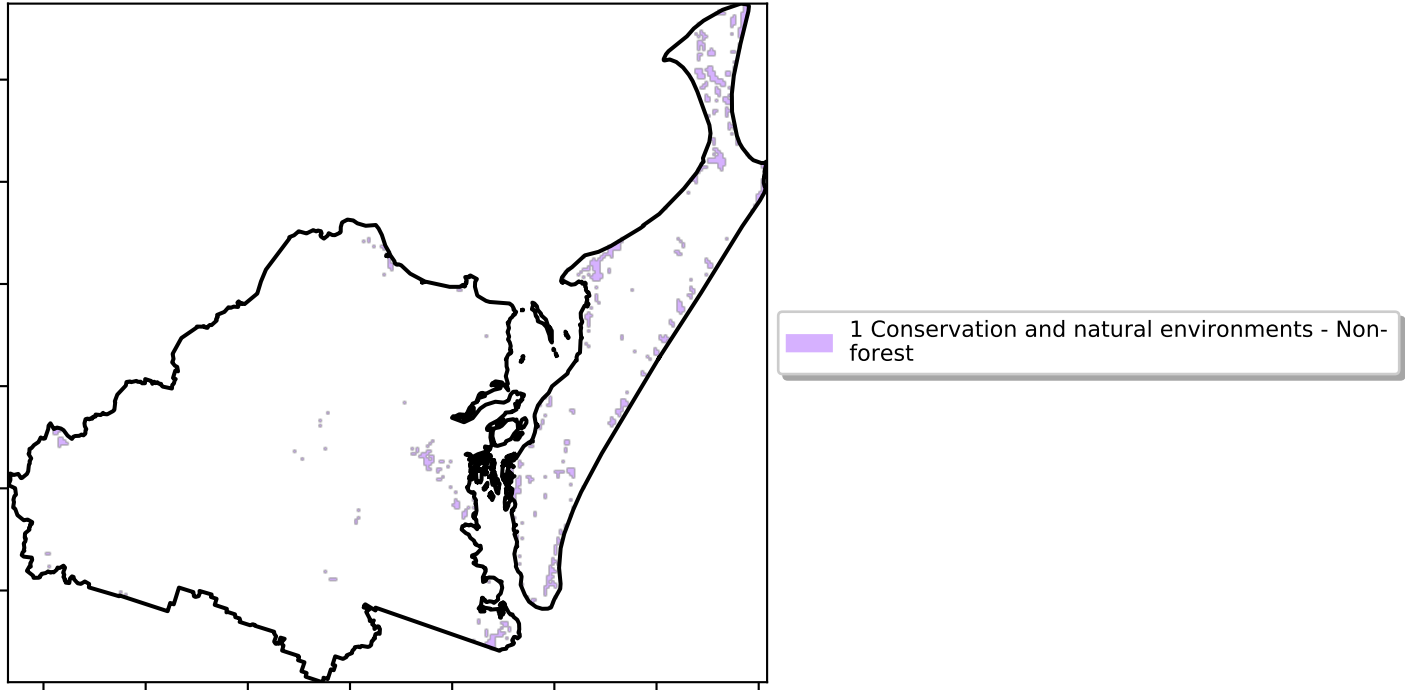 1 Conservation and natural environments - Non-
forest